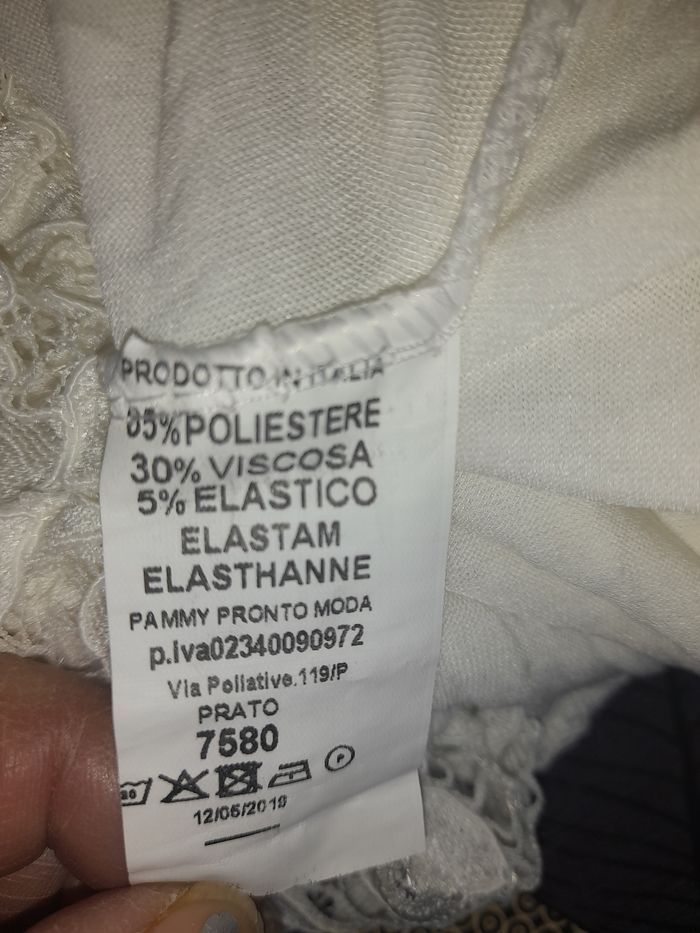 PRODOTTO IN ITALIA
65%POLIESTERE
30% VISCOSA
5% ELASTICO
ELASTAM
ELASTHANNE
PAMMY PRONTO MODA
p.iva02340090972
Via Pollative.119/P
PRATO
7580
P
12/06/2019